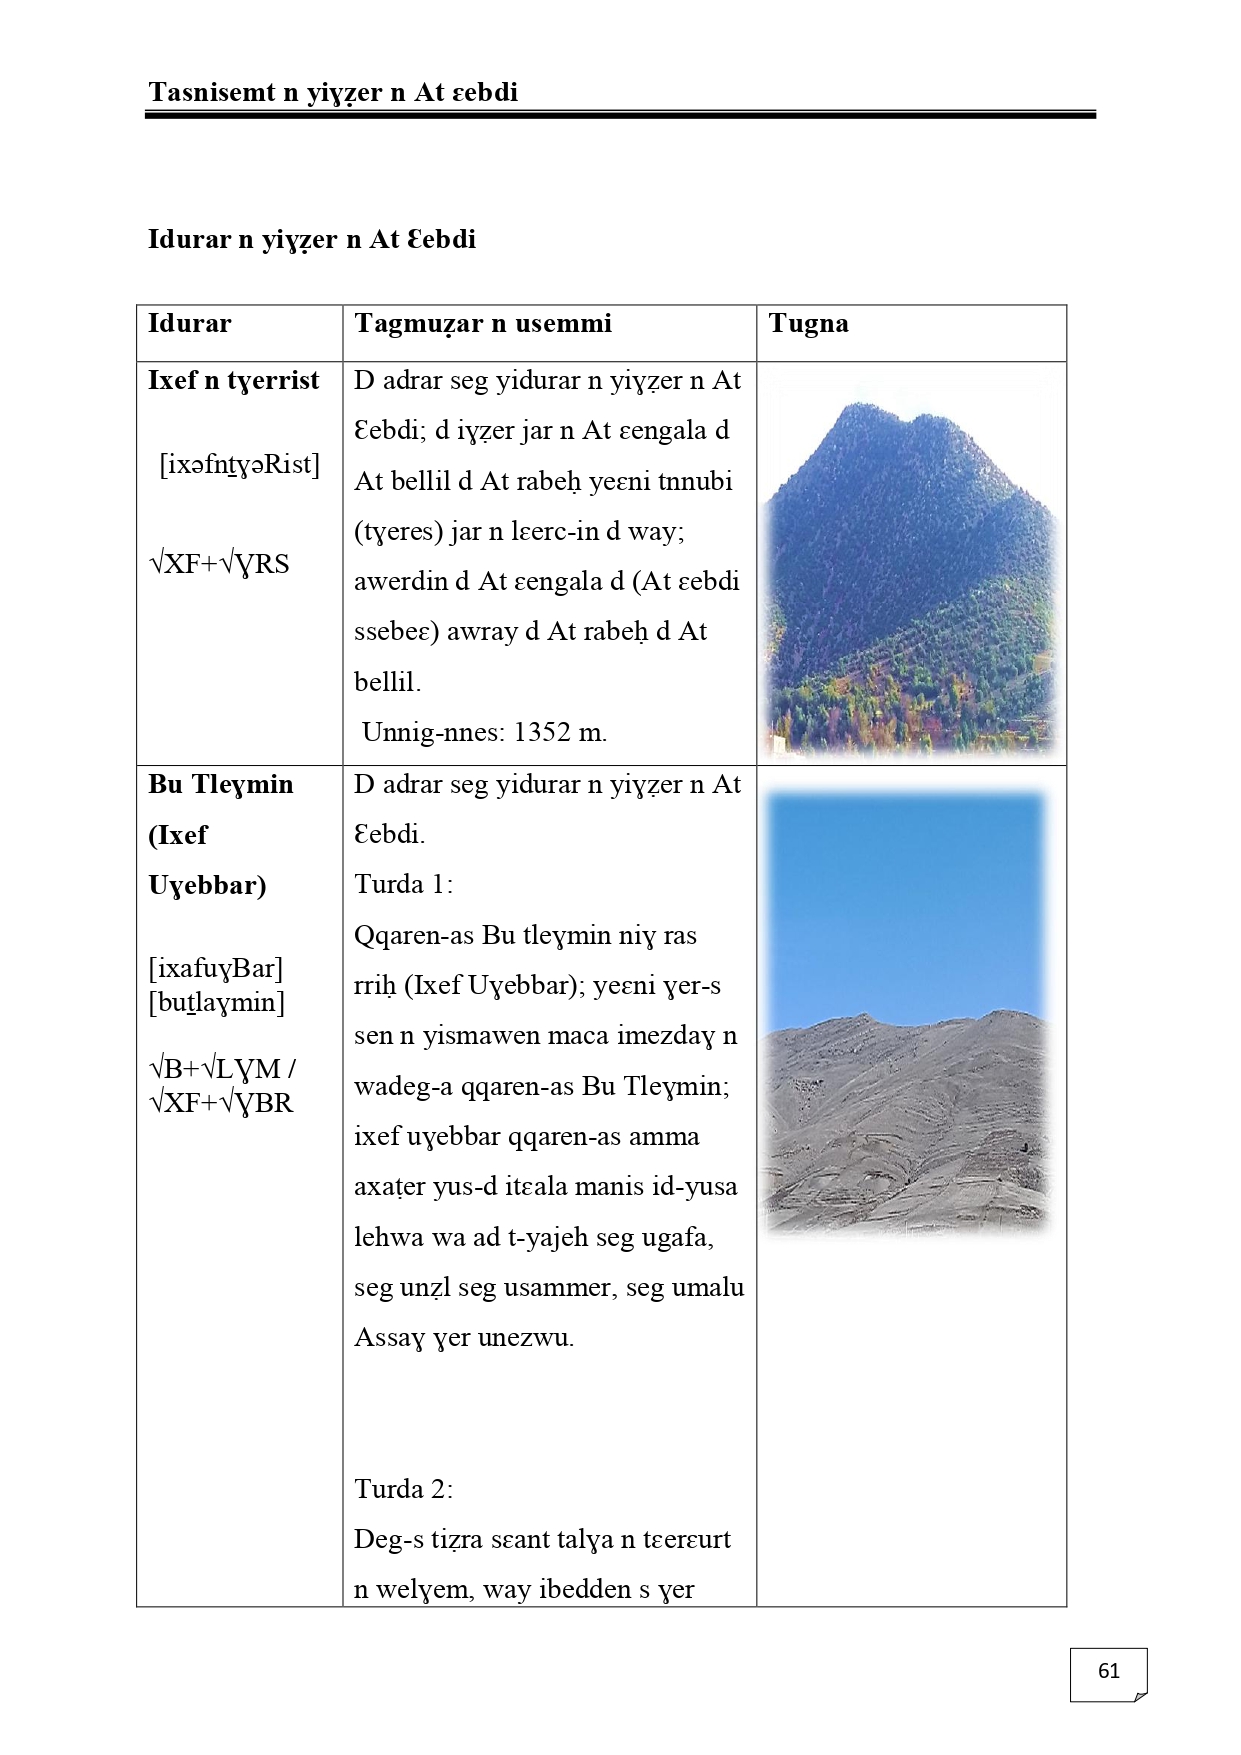 Tasnisemt n yiɣẓer n At ɛebdi
Idurar n yiɣẓer n At Ɛebdi
Idurar
Tagmuẓar n usemmi
Tugna
Ixef n tɣerrist
[ixǝfnṯɣǝRist]
√XF+√ƔRS
D adrar seg yidurar n yiɣẓer n At
Ɛebdi; d iɣẓer jar n At ɛengala d
At bellil d At rabeḥ yeɛni tnnubi
(tɣeres) jar n lɛerc-in d way;
awerdin d At ɛengala d (At ɛebdi
ssebeɛ) awray d At rabeḥ d At
bellil.
Unnig-nnes: 1352 m.
Bu Tleɣmin
(Ixef
Uɣebbar)
[ixafuɣBar]
[buṯlaɣmin]
√B+√LƔM /
√XF+√ƔBR
D adrar seg yidurar n yiɣẓer n At
Ɛebdi.
Turda 1:
Qqaren-as Bu tleɣmin niɣ ras
rriḥ (Ixef Uɣebbar); yeɛni ɣer-s
sen n yismawen maca imezdaɣ n
wadeg-a qqaren-as Bu Tleɣmin;
ixef uɣebbar qqaren-as amma
axaṭer yus-d itɛala manis id-yusa
lehwa wa ad t-yajeh seg ugafa,
seg unẓl seg usammer, seg umalu
Assaɣ ɣer unezwu.
Turda 2:
Deg-s tiẓra sɛant talɣa n tɛerɛurt
n welɣem, way ibedden s ɣer
61